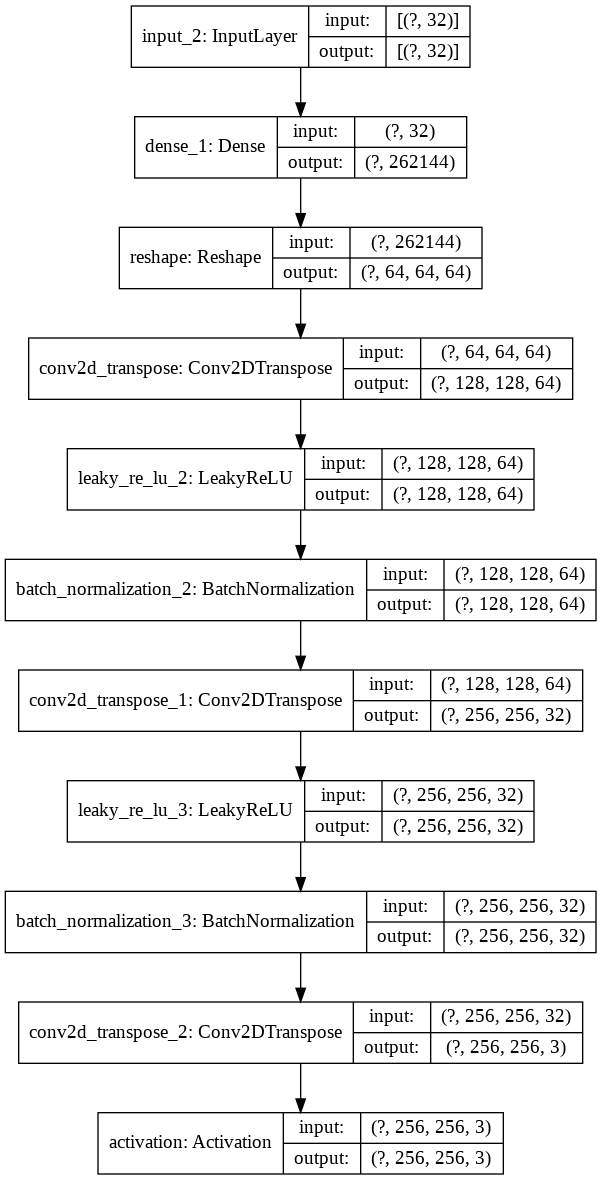 input_2: InputLayer
input: [(?, 32)]
output: [(?, 32)]
dense_1: Dense
input: (?, 32)
output: (?, 262144)
reshape: Reshape
input: (?, 262144)
output: (?, 64, 64, 64)
conv2d_transpose: Conv2DTranspose
input: (?, 64, 64, 64)
output: (?, 128, 128, 64)
leaky_re_lu_2: LeakyReLU
input: (?, 128, 128, 64)
output: (?, 128, 128, 64)
batch_normalization_2: BatchNormalization
input: (?, 128, 128, 64)
output: (?, 128, 128, 64)
conv2d_transpose_1: Conv2DTranspose
input: (?, 128, 128, 64)
output: (?, 256, 256, 32)
leaky_re_lu_3: LeakyReLU
input: (?, 256, 256, 32)
output: (?, 256, 256, 32)
batch_normalization_3: BatchNormalization
input: (?, 256, 256, 32)
output: (?, 256, 256, 32)
conv2d_transpose_2: Conv2DTranspose
input: (?, 256, 256, 32)
output: (?, 256, 256, 3)
activation: Activation
input: (?, 256, 256, 3)
output: (?, 256, 256, 3)